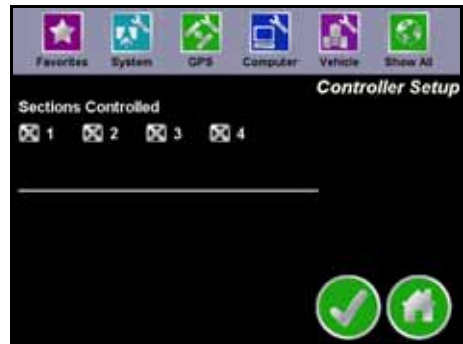 Favorites System GPS Computer Vehicle Show All
Controller Setup
Sections Controlled
1 2 3 4